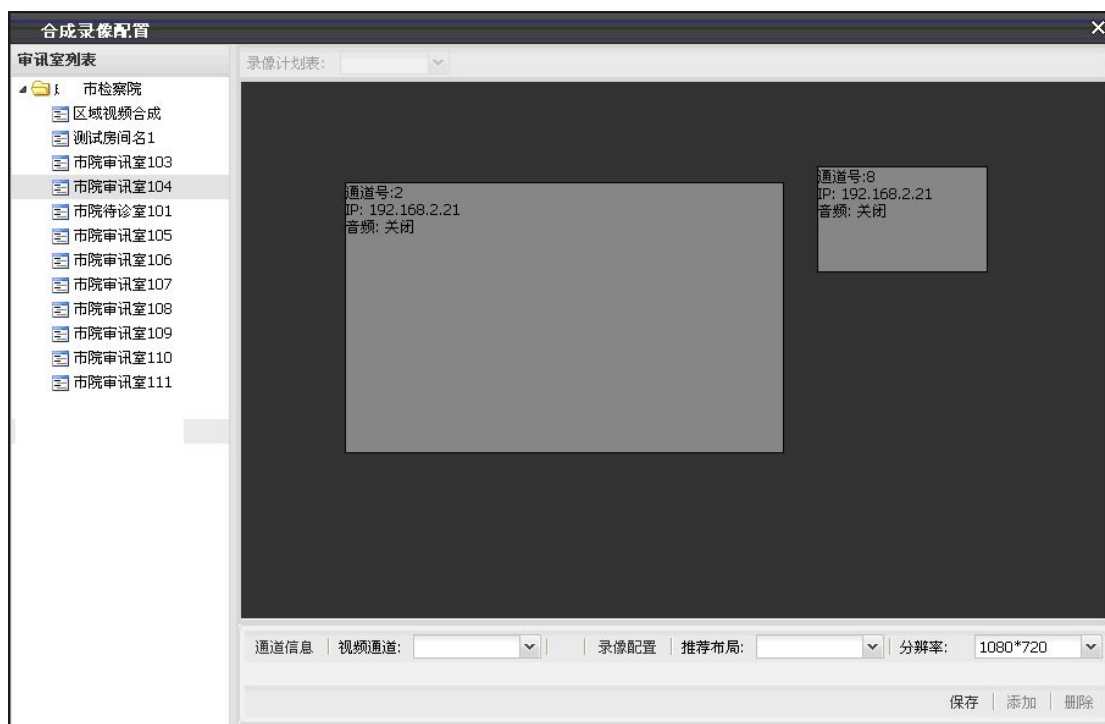 合成录像配置
审讯室列表
市检察院
区域视频合成
测试房间名1
市院审讯室103
市院审讯室104
市院待诊室101
市院审讯室105
市院审讯室106
市院审讯室107
市院审讯室108
市院审讯室109
市院审讯室110
市院审讯室111
录像计划表:
通道号:2
IP: 192.168.2.21
音频: 关闭
通道号:8
IP: 192.168.2.21
音频: 关闭
通道信息 视频通道: 录像配置 推荐布局: 分辨率: 1080*720
保存 添加 删除